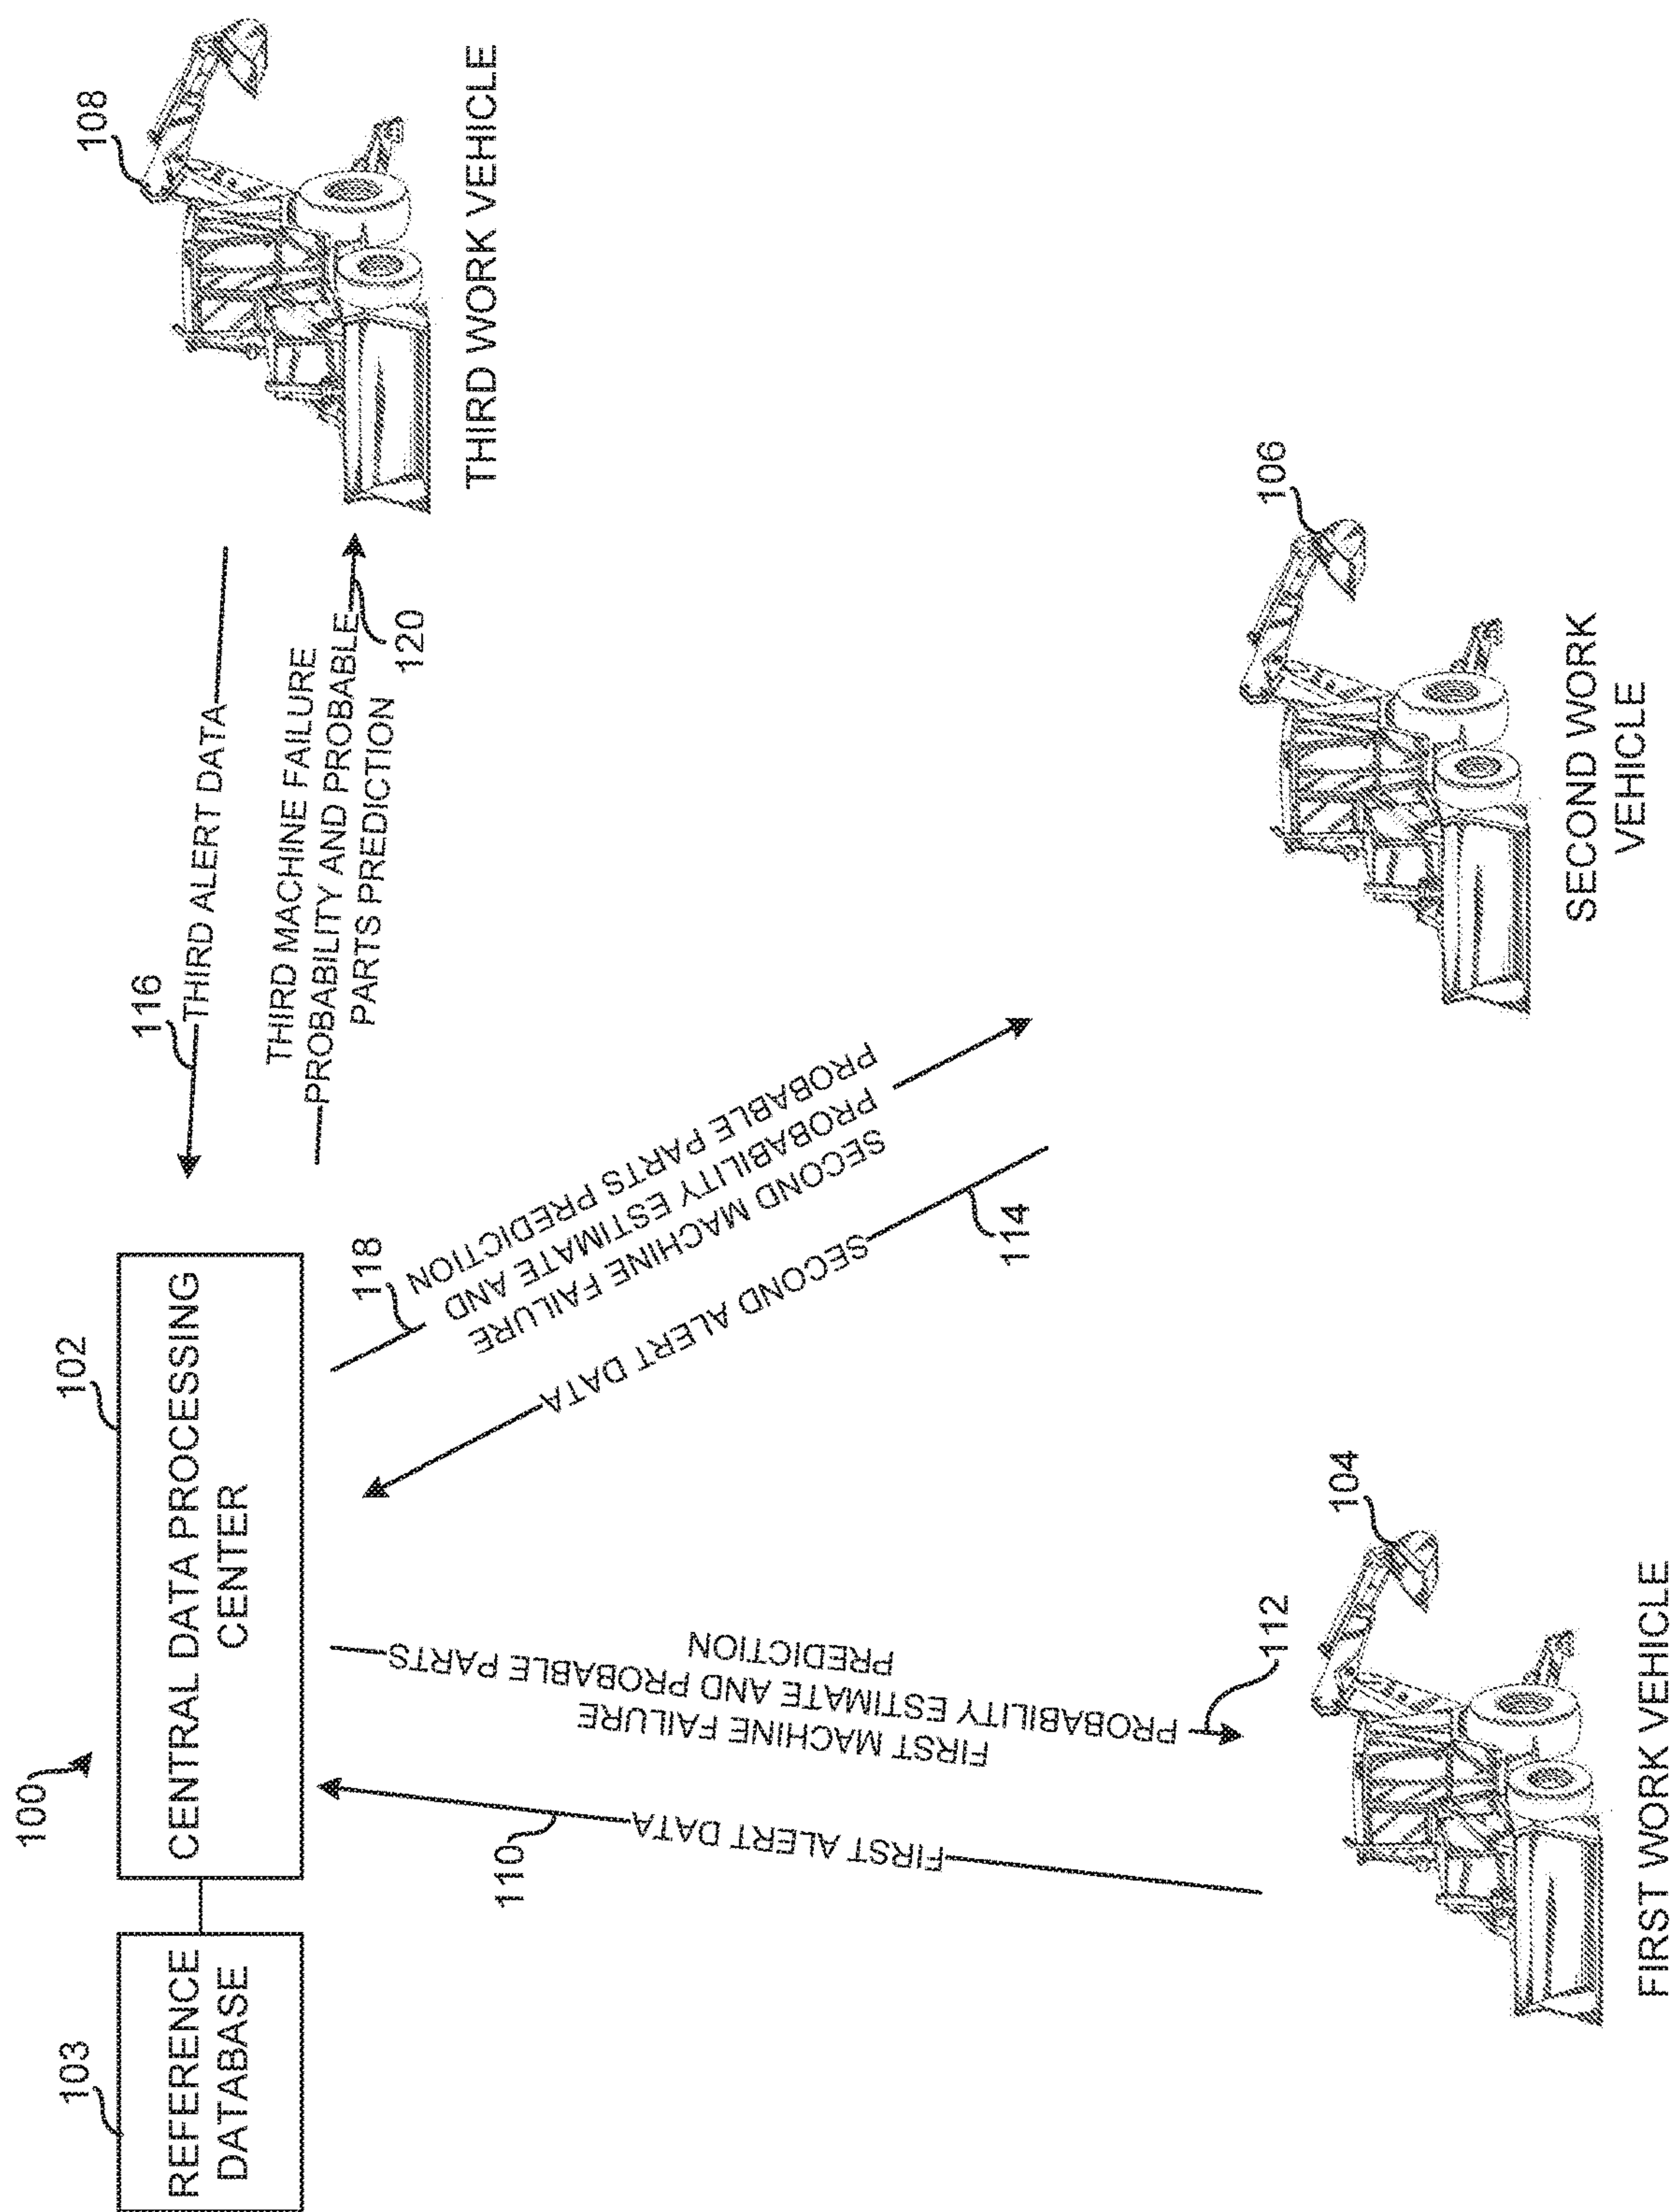 100
102
103
REFERENCE
DATABASE
CENTRAL DATA PROCESSING
CENTER
110
FIRST ALERT DATA
FIRST MACHINE FAILURE
PROBABILITY ESTIMATE AND PROBABLE PARTS
PREDICTION
112
104
FIRST WORK VEHICLE
118
SECOND MACHINE FAILURE
PROBABILITY ESTIMATE AND
PROBABLE PARTS PREDICTION
SECOND ALERT DATA
114
106
SECOND WORK
VEHICLE
116
THIRD ALERT DATA
THIRD MACHINE FAILURE
PROBABILITY AND PROBABLE
PARTS PREDICTION
120
108
THIRD WORK VEHICLE